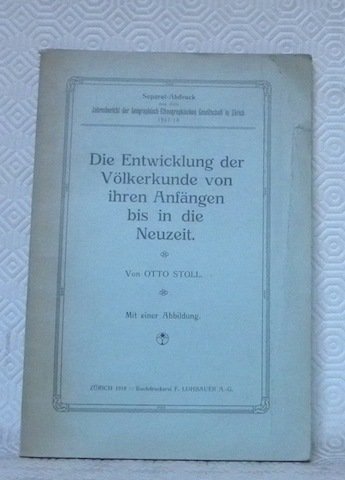 Separat-Abdruck
aus dem
Jahresbericht der Geographisch-Ethnographischen Gesellschaft in Zürich
1917/18
Die Entwicklung der
Völkerkunde von
ihren Anfängen
bis in die
Neuzeit.
Von OTTO STOLL.
Mit einer Abbildung.
ZÜRICH 1918 — Buchdruckerei F. LOHBAUER A.-G.